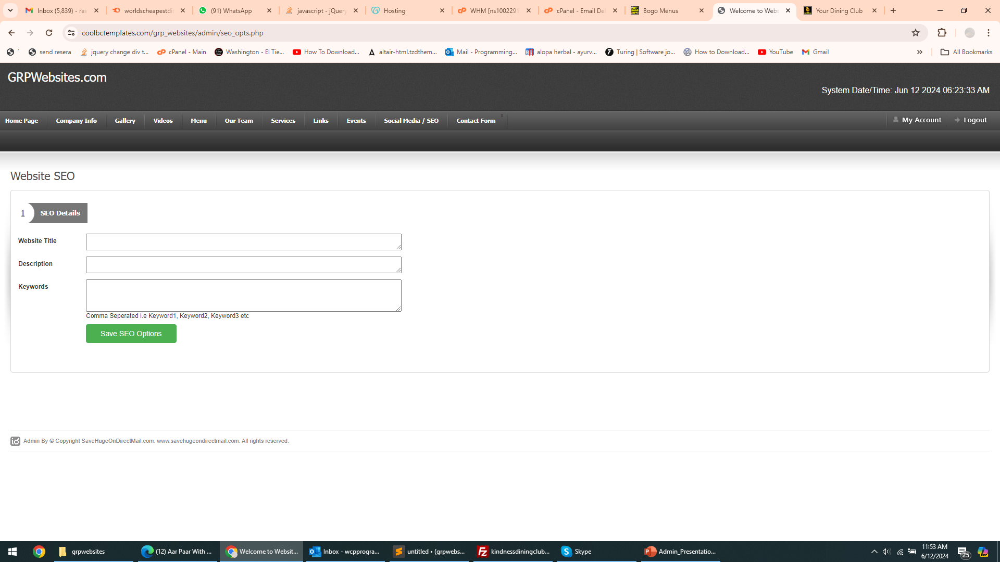 Inbox (5,839) - rav
worldscheapestdi
(91) WhatsApp
javascript - jQuery
Hosting
WHM [ns1002291
cPanel - Email Del
Bogo Menus
Welcome to Webs
Your Dining Club
coolbctemplates.com/grp_websites/admin/seo_opts.php
`
send resera
jquery change div t...
cPanel - Main
Washington - El Tie...
How To Download...
altair-html.tzdthem...
Mail - Programming...
alopa herbal - ayurv...
Turing | Software jo...
How to Download...
YouTube
Gmail
All Bookmarks
GRPWebsites.com
System Date/Time: Jun 12 2024 06:23:33 AM
Home Page
Company Info
Gallery
Videos
Menu
Our Team
Services
Links
Events
Social Media / SEO
Contact Form
s
My Account
Logout
Website SEO
1
SEO Details
Website Title
Description
Keywords
Comma Seperated i.e Keyword1, Keyword2, Keyword3 etc
Save SEO Options
Admin By © Copyright SaveHugeOnDirectMail.com. www.savehugeondirectmail.com. All rights reserved.
grpwebsites
(12) Aar Paar With ...
Welcome to Websit...
Inbox - wcpprogra...
untitled • (grpwebs...
kindnessdiningclub...
Skype
Admin_Presentatio...
11:53 AM
6/12/2024
25